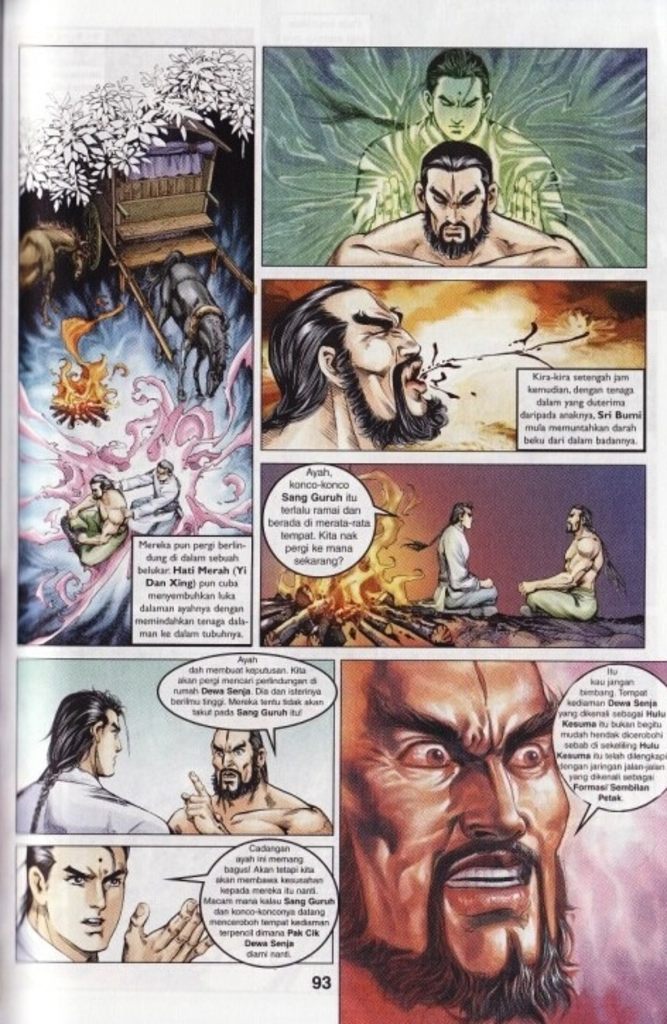 Mereka pun pergi berlin-
dung di dalam sebuah
belukar. Hati Merah (Yi
Dan Xing) pun cuba
menyembuhkan luka
dalaman ayahnya dengan
memindahkan tenaga dala-
man ke dalam tubuhnya.
Kira-kira setengah jam
kemudian, dengan tenaga
dalam yang duterima
daripada anaknya, Sri Bumi
mula memuntahkan darah
beku dari dalam badannya.
Ayah,
konco-konco
Sang Guruh itu
terlalu ramai dan
berada di merata-rata
tempat. Kita nak
pergi ke mana
sekarang?
Ayah
dah membuat keputusan. Kita
akan pergi mencari perlindungan di
rumah Dewa Senja. Dia dan isterinya
berilmu tinggi. Mereka tentu tidak akan
takut pada Sang Guruh itu!
Itu
kau jangan
bimbang. Tempat
kediaman Dewa Senja
yang dikenali sebagai Hulu
Kesuma itu bukan begitu
mudah hendak dicerobohi
sebab di sekeliling Hulu
Kesuma itu telah dilengkapi
dengan jaringan jalan-jalan
yang dikenali sebagai
Formasi Sembilan
Petak.
Cadangan
ayah ini memang
bagus! Akan tetapi kita
akan membawa kesusahan
kepada mereka itu nanti.
Macam mana kalau Sang Guruh
dan konco-konconya datang
menceroboh tempat kediaman
terpencil dimana Pak Cik
Dewa Senja
diami nanti.
93